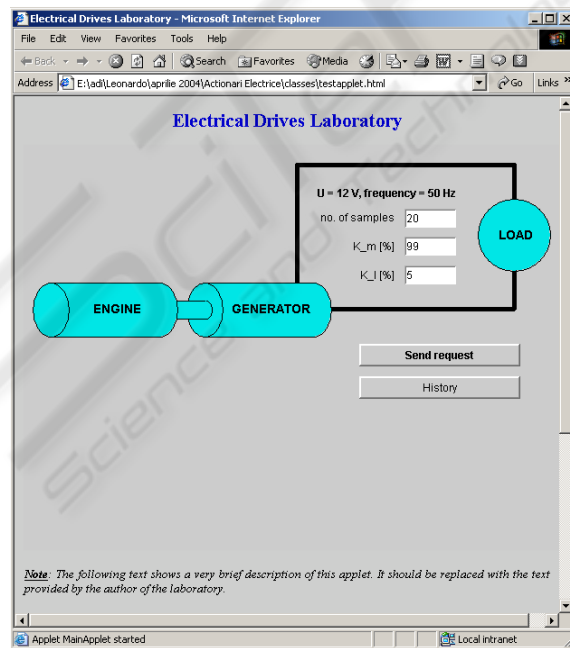 Electrical Drives Laboratory - Microsoft Internet Explorer
File Edit View Favorites Tools Help
Back Search Favorites Media
Address E:\adi\Leonardo\aprilie 2004\Actionari Electrice\classes\testapplet.html Go Links »
Electrical Drives Laboratory
U = 12 V, frequency = 50 Hz
no. of samples 20
K_m [%] 99
K_l [%] 5
LOAD
ENGINE GENERATOR
Send request
History
Note: The following text shows a very brief description of this applet. It should be replaced with the text
provided by the author of the laboratory.
Applet MainApplet started Local intranet